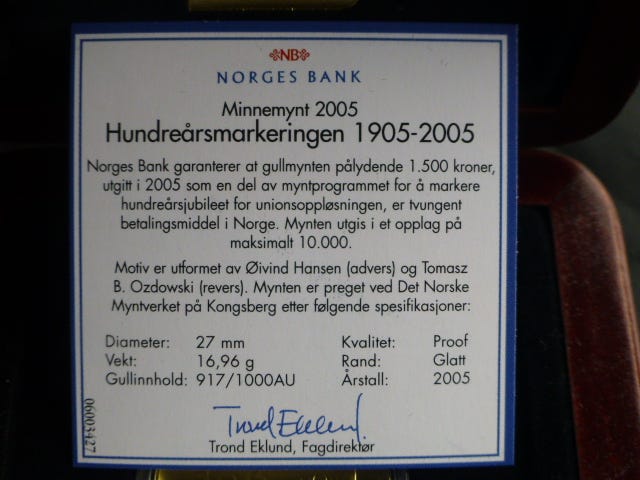 NB
NORGES BANK
Minnemynt 2005
Hundreårsmarkeringen 1905-2005
Norges Bank garanterer at gullmynten pålydende 1.500 kroner,
utgitt i 2005 som en del av myntprogrammet for å markere
hundreårsjubileet for unionsoppløsningen, er tvungent
betalingsmiddel i Norge. Mynten utgis i et opplag på
maksimalt 10.000.
Motiv er utformet av Øivind Hansen (advers) og Tomasz
B. Ozdowski (revers). Mynten er preget ved Det Norske
Myntverket på Kongsberg etter følgende spesifikasjoner:
Diameter: 27 mm Kvalitet: Proof
Vekt: 16,96 g Rand: Glatt
Gullinnhold: 917/1000AU Årstall: 2005
06003427
Trond Eklund
Trond Eklund, Fagdirektør